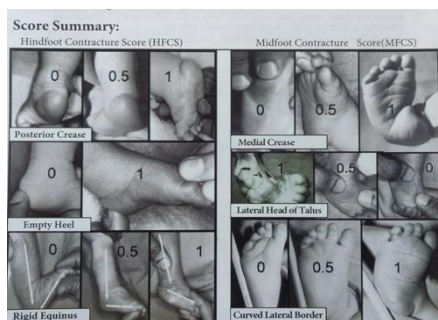 Score Summary:
Hindfoot Contracture Score (HFCS)
0 0.5 1
Posterior Crease
0 1
Empty Heel
0 0.5 1
Rigid Equinus
Midfoot Contracture Score(MFCS)
0 0.5 1
Medial Crease
1 0.5 0
Lateral Head of Talus
0 0.5 1
Curved Lateral Border